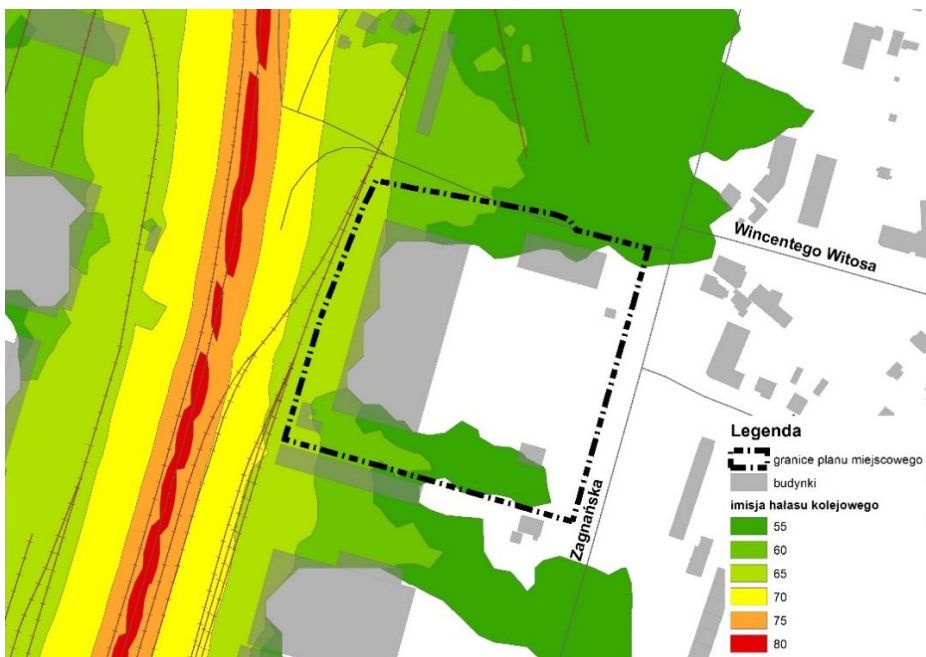 Wincentego Witosa
Zagnańska
Legenda
granice planu miejscowego
budynki
imisja hałasu kolejowego
55
60
65
70
75
80